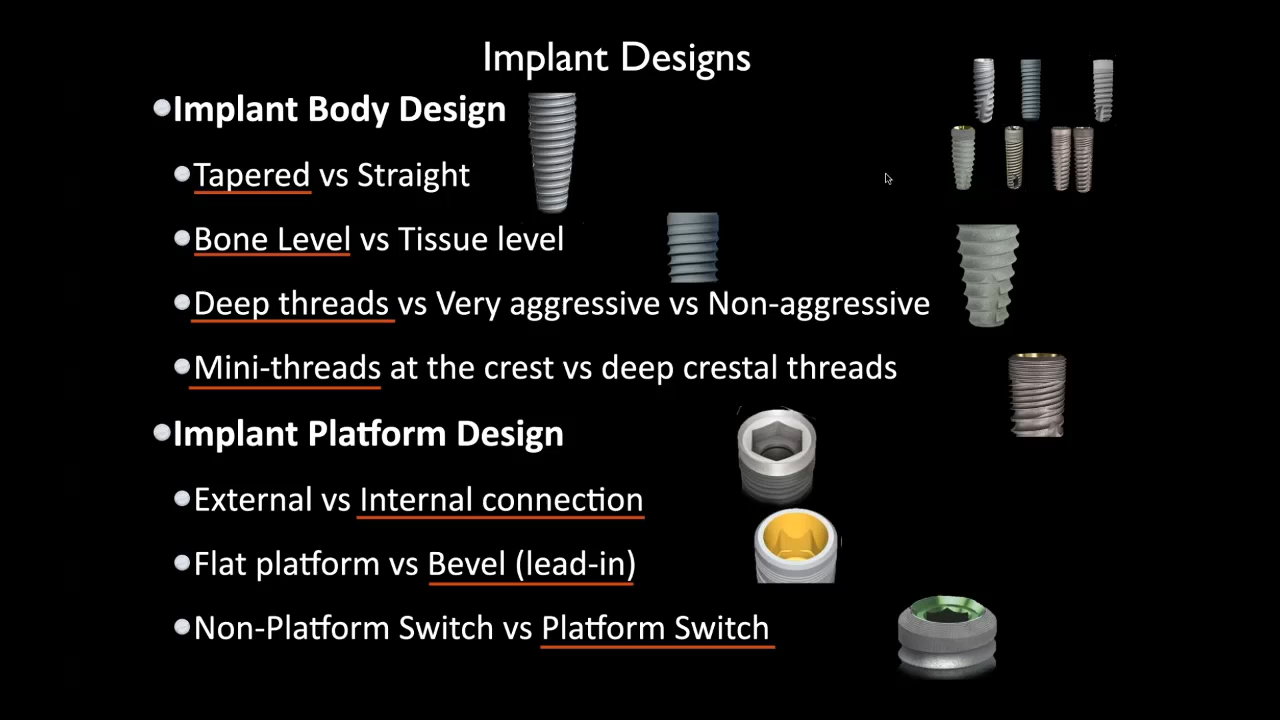 Implant Designs
Implant Body Design
Tapered vs Straight
Bone Level vs Tissue level
Deep threads vs Very aggressive vs Non-aggressive
Mini-threads at the crest vs deep crestal threads
Implant Platform Design
External vs Internal connection
Flat platform vs Bevel (lead-in)
Non-Platform Switch vs Platform Switch